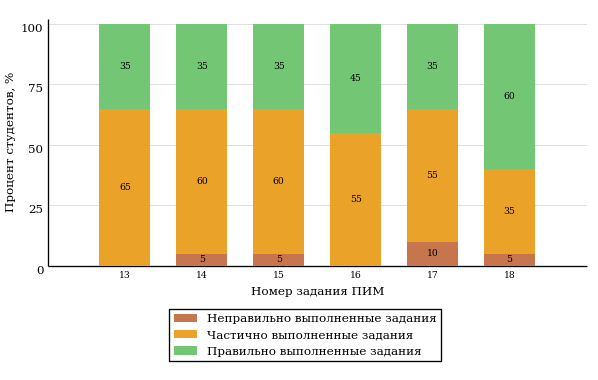 Процент студентов, %
100
75
50
25
0
35 35 35 45 35 60
65 60 60 55 55 35
5 5 10 5
13 14 15 16 17 18
Номер задания ПИМ
Неправильно выполненные задания
Частично выполненные задания
Правильно выполненные задания